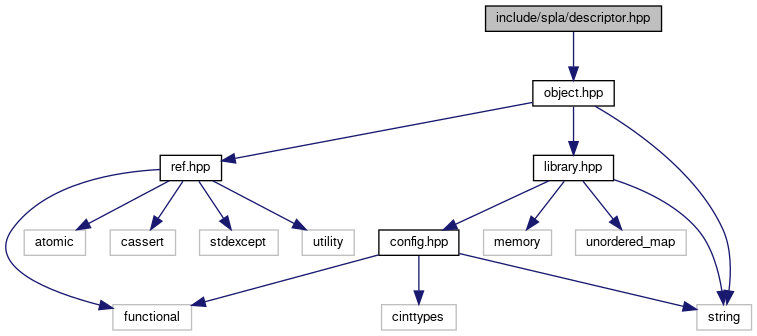 include/spla/descriptor.hpp
object.hpp
ref.hpp
library.hpp
atomic
cassert
stdexcept
utility
config.hpp
memory
unordered_map
functional
cinttypes
string